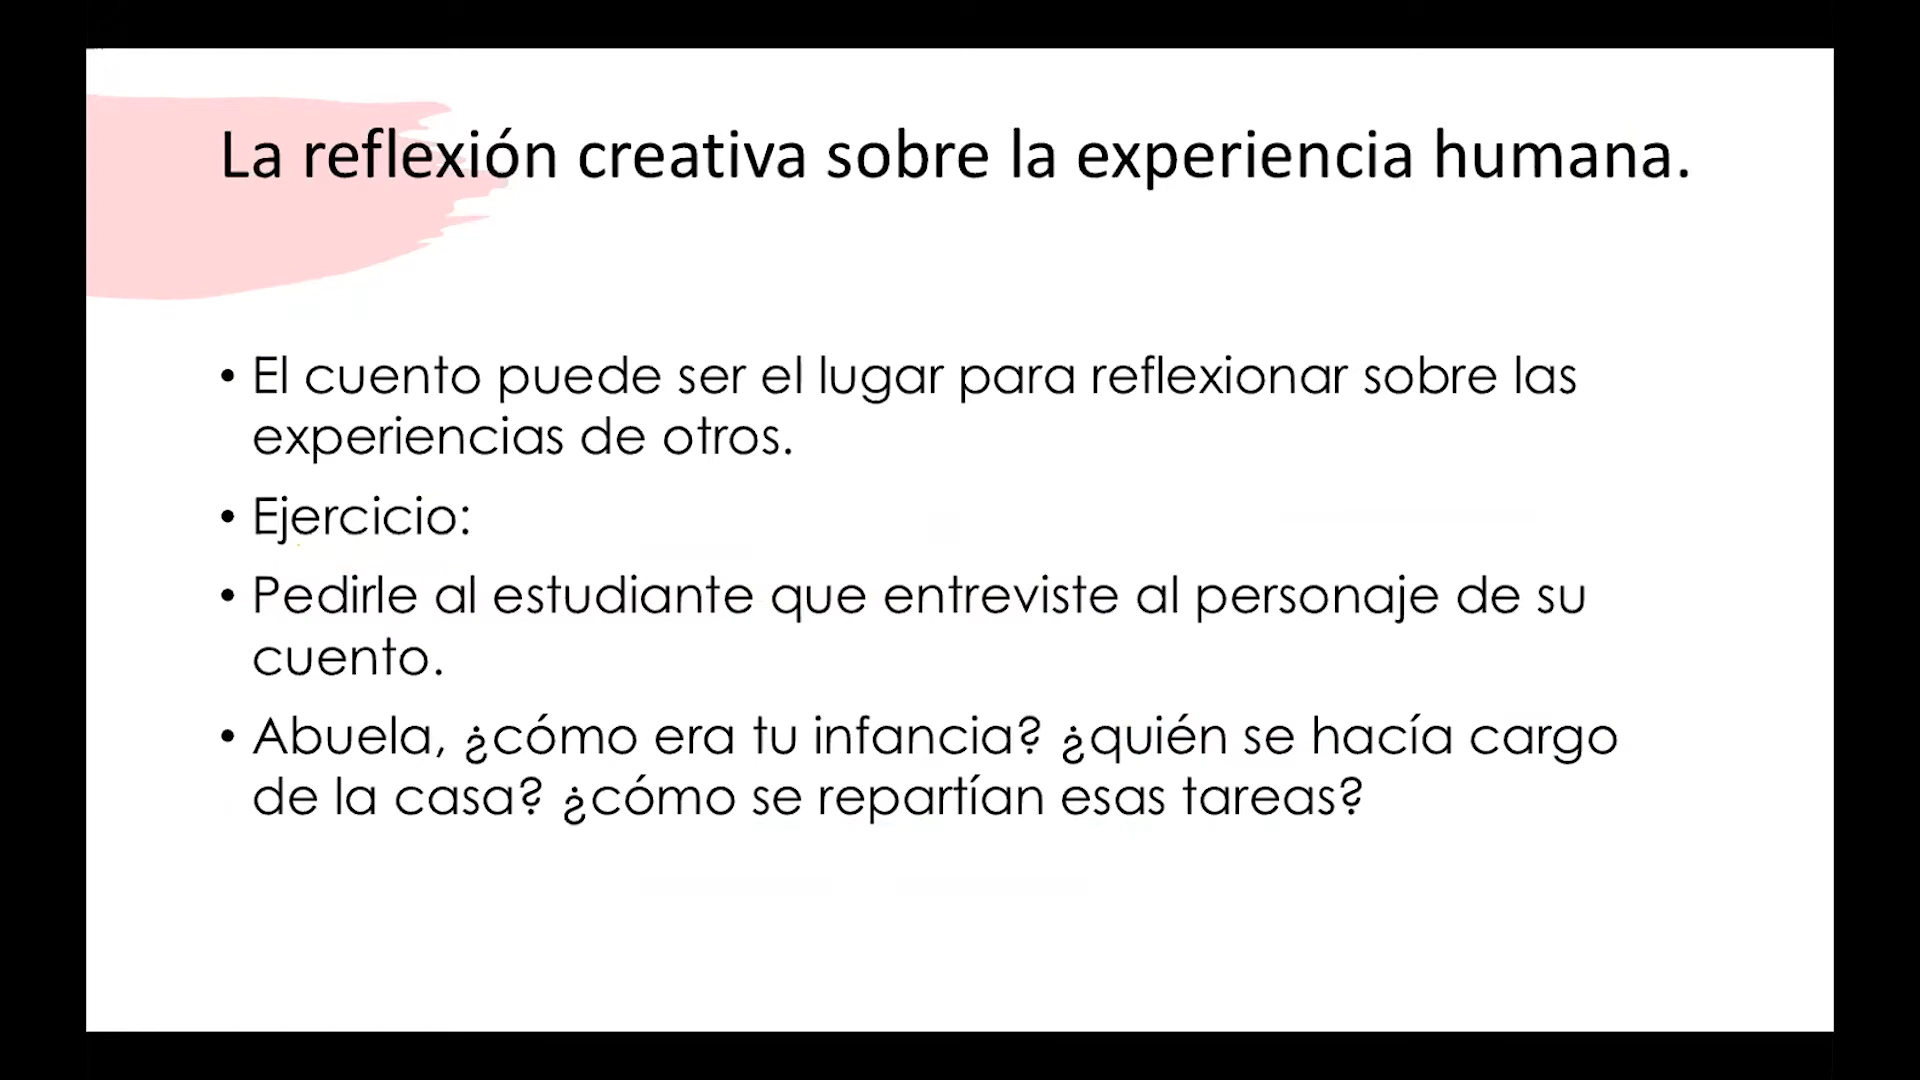 La reflexión creativa sobre la experiencia humana.
• El cuento puede ser el lugar para reflexionar sobre las
experiencias de otros.
• Ejercicio:
• Pedirle al estudiante que entreviste al personaje de su
cuento.
• Abuela, ¿cómo era tu infancia? ¿quién se hacía cargo
de la casa? ¿cómo se repartían esas tareas?